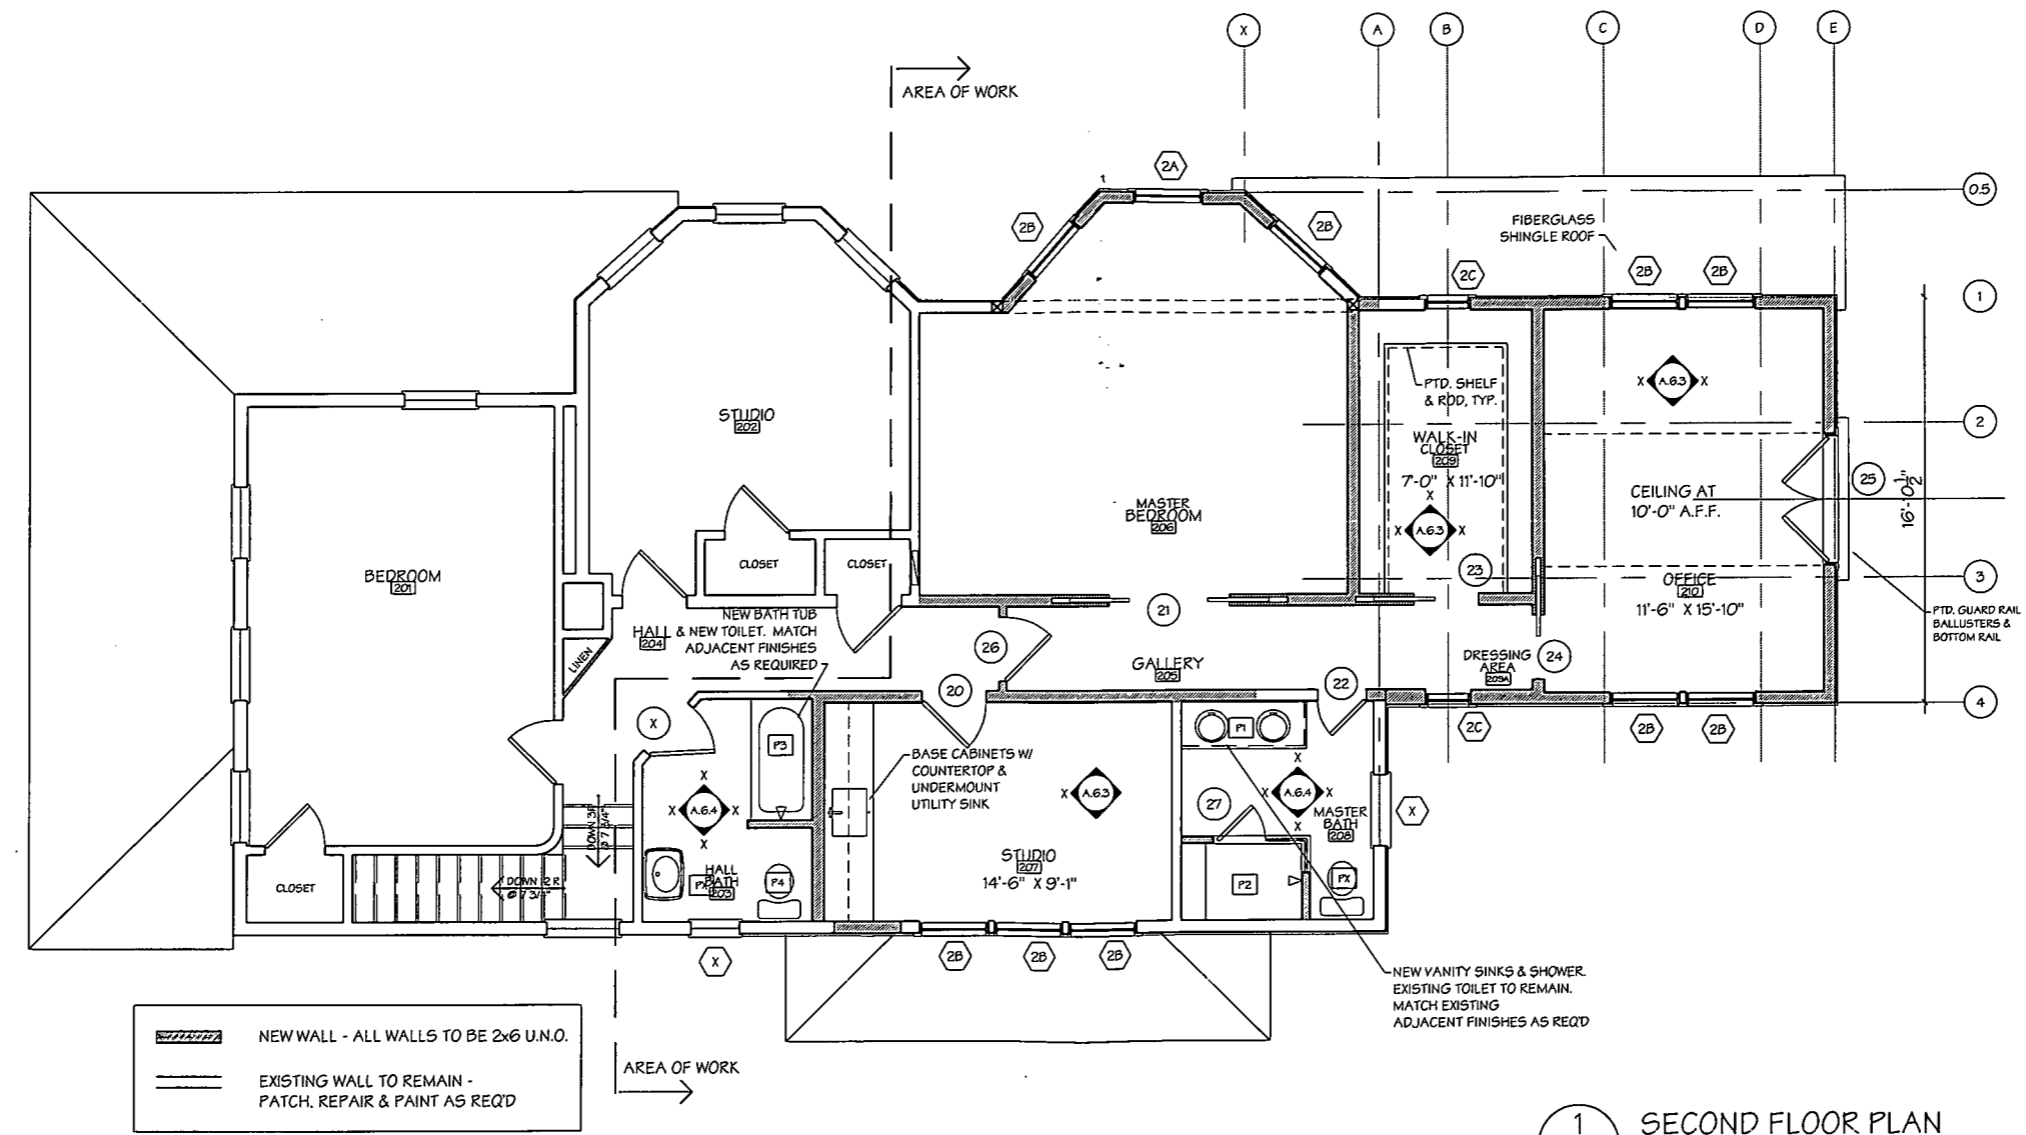 X
A
B
C
D
E
AREA OF WORK
2A
0.5
2B
2B
FIBERGLASS
SHINGLE ROOF
2C
2B
2B
1
PTD. SHELF
& ROD, TYP.
A.6.3
X
X
2
STUDIO
202
WALK-IN
CLOSET
209
7'-0" X 11'-10"
X
A.6.3
X
X
25
16'-0 1/2"
CEILING AT
10'-0" A.F.F.
MASTER
BEDROOM
206
CLOSET
CLOSET
BEDROOM
201
23
3
OFFICE
210
11'-6" X 15'-10"
21
PTD. GUARD RAIL
BALLUSTERS &
BOTTOM RAIL
NEW BATH TUB
& NEW TOILET. MATCH
ADJACENT FINISHES
AS REQUIRED
HALL
204
LINEN
26
GALLERY
205
DRESSING
AREA
209A
24
20
22
4
X
P3
P1
2C
2B
2B
BASE CABINETS W/
COUNTERTOP &
UNDERMOUNT
UTILITY SINK
X
A.6.4
X
X
X
X
A.6.3
X
A.6.4
X
X
X
27
MASTER
BATH
208
X
DOWN 3R
@ 7 3/4"
STUDIO
207
14'-6" X 9'-1"
HALL
BATH
203
PX
P4
P2
PX
CLOSET
DOWN 12 R
@ 7 3/4"
X
2B
2B
2B
NEW VANITY SINKS & SHOWER.
EXISTING TOILET TO REMAIN.
MATCH EXISTING
ADJACENT FINISHES AS REQ'D
NEW WALL - ALL WALLS TO BE 2x6 U.N.O.
EXISTING WALL TO REMAIN -
PATCH, REPAIR & PAINT AS REQ'D
AREA OF WORK
1
SECOND FLOOR PLAN